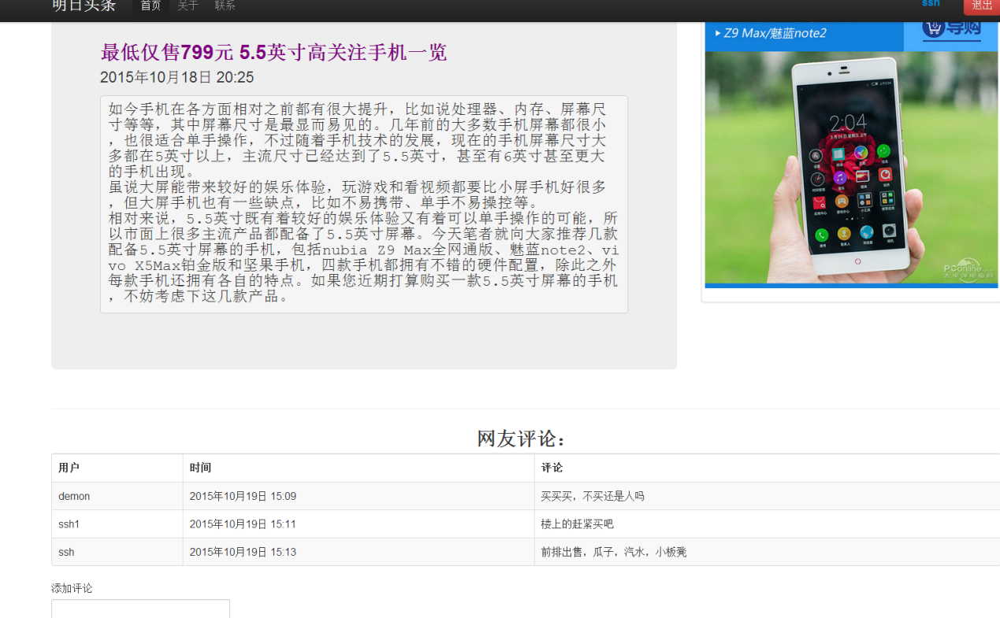 明日头条 首页 关于 联系 ssh 退出
最低仅售799元 5.5英寸高关注手机一览
2015年10月18日 20:25
如今手机在各方面相对之前都有很大提升，比如说处理器、内存、屏幕尺
寸等等，其中屏幕尺寸是最显而易见的。几年前的大多数手机屏幕都很小
，也很适合单手操作，不过随着手机技术的发展，现在的手机屏幕尺寸大
多都在5英寸以上，主流尺寸已经达到了5.5英寸，甚至有6英寸甚至更大
的手机出现。
虽说大屏能带来较好的娱乐体验，玩游戏和看视频都要比小屏手机好很多
，但大屏手机也有一些缺点，比如不易携带、单手不易操控等。
相对来说，5.5英寸既有着较好的娱乐体验又有着可以单手操作的可能，所
以市面上很多主流产品都配备了5.5英寸屏幕。今天笔者就向大家推荐几款
配备5.5英寸屏幕的手机，包括nubia Z9 Max全网通版、魅蓝note2、vi
vo X5Max铂金版和坚果手机，四款手机都拥有不错的硬件配置，除此之外
每款手机还拥有各自的特点。如果您近期打算购买一款5.5英寸屏幕的手机
，不妨考虑下这几款产品。
Z9 Max/魅蓝note2
导购
2:04
PConline
太平洋电脑网
网友评论：
用户 时间 评论
demon 2015年10月19日 15:09 买买买，不买还是人吗
ssh1 2015年10月19日 15:11 楼上的赶紧买吧
ssh 2015年10月19日 15:13 前排出售，瓜子，汽水，小板凳
添加评论